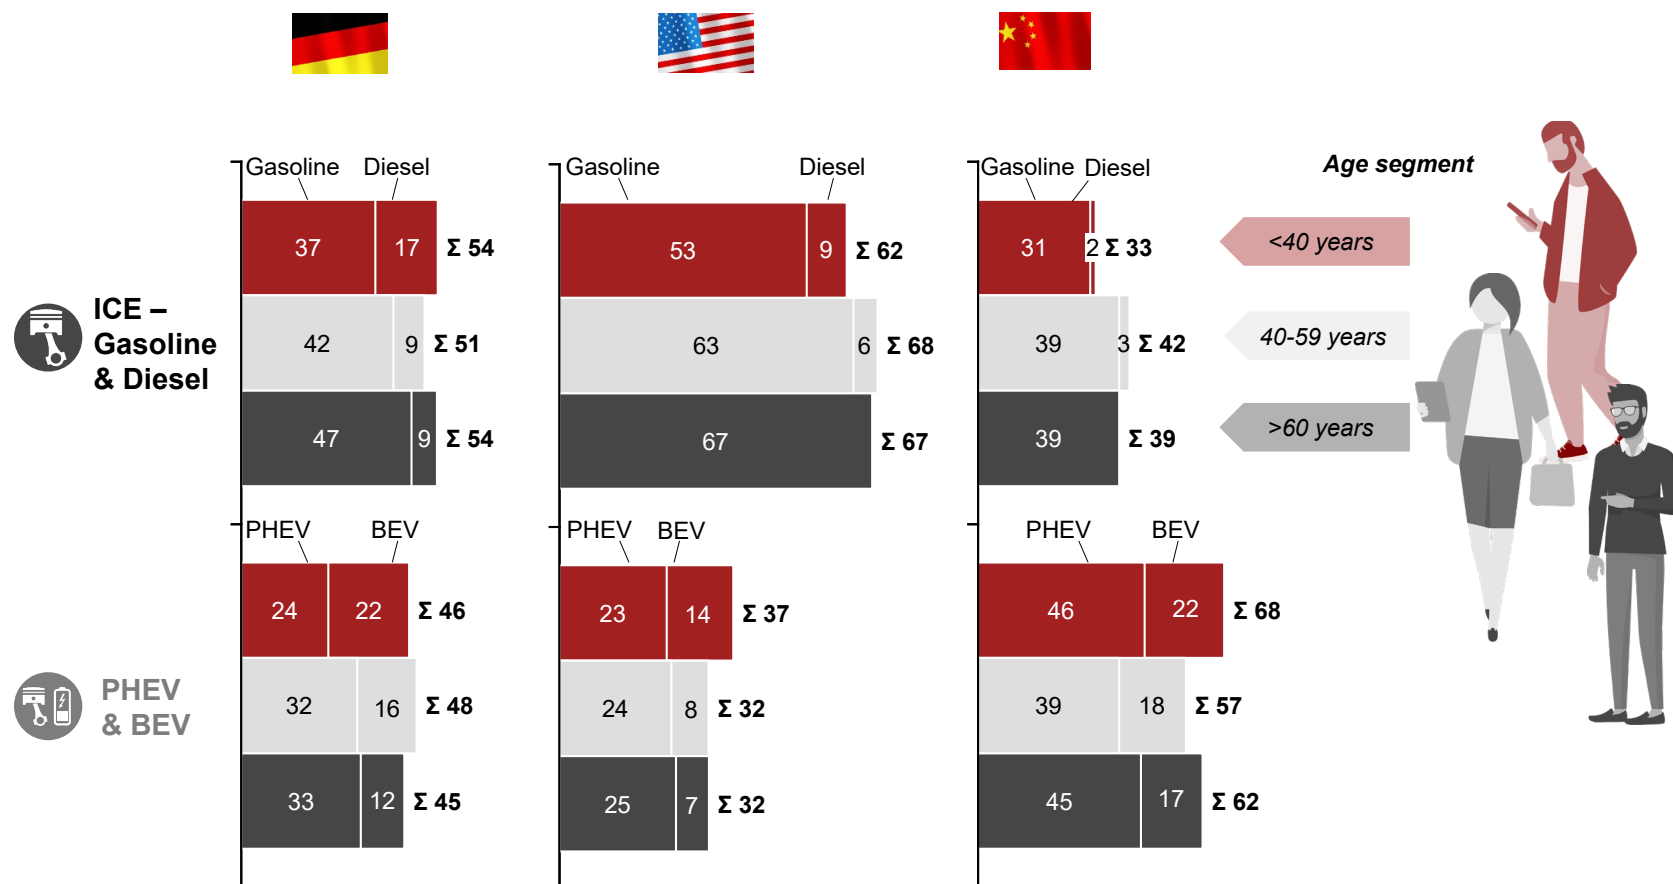 Gasoline Diesel
Gasoline Diesel
Gasoline Diesel
Age segment
37 17 Σ 54
53 9 Σ 62
31 2 Σ 33
<40 years
ICE –
Gasoline
& Diesel
42 9 Σ 51
63 6 Σ 68
39 3 Σ 42
40-59 years
47 9 Σ 54
67 Σ 67
39 Σ 39
>60 years
PHEV BEV
PHEV BEV
PHEV BEV
24 22 Σ 46
23 14 Σ 37
46 22 Σ 68
PHEV
& BEV
32 16 Σ 48
24 8 Σ 32
39 18 Σ 57
33 12 Σ 45
25 7 Σ 32
45 17 Σ 62